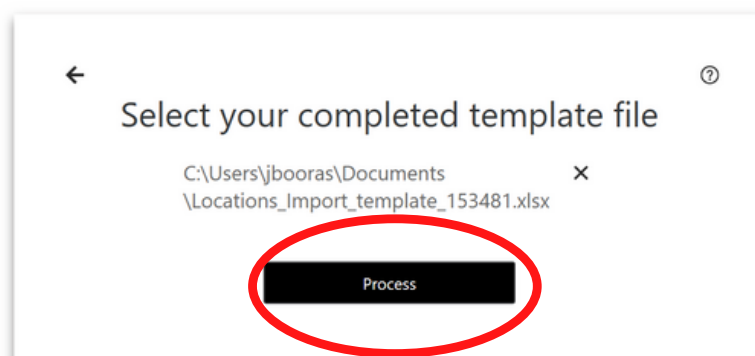 Select your completed template file
C:\Users\jbooras\Documents
\Locations_Import_template_153481.xlsx
Process